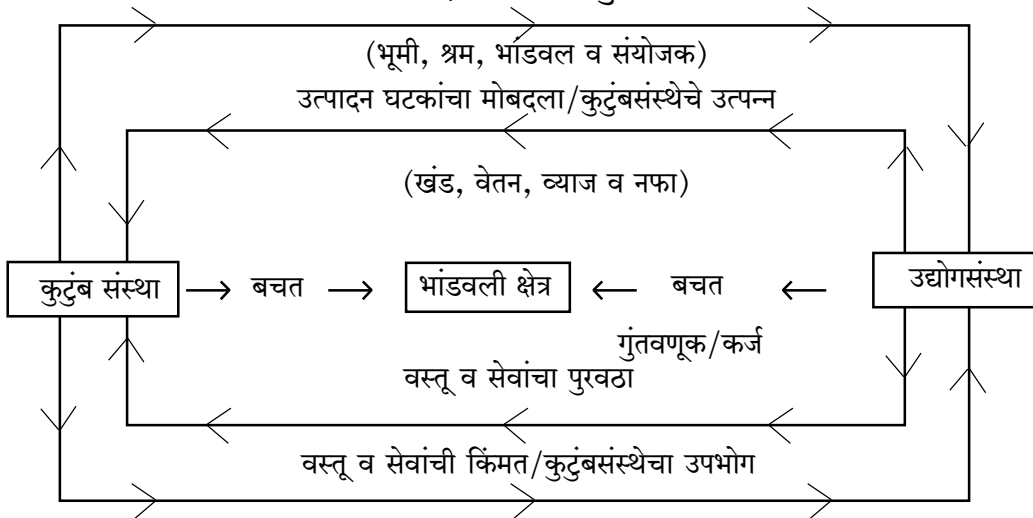 (भूमी, श्रम, भांडवल व संयोजक)
उत्पादन घटकांचा मोबदला/कुटुंबसंस्थेचे उत्पन्न
(खंड, वेतन, व्याज व नफा)
कुटुंब संस्था बचत भांडवली क्षेत्र बचत उद्योगसंस्था
गुंतवणूक/कर्ज
वस्तू व सेवांचा पुरवठा
वस्तू व सेवांची किंमत/कुटुंबसंस्थेचा उपभोग